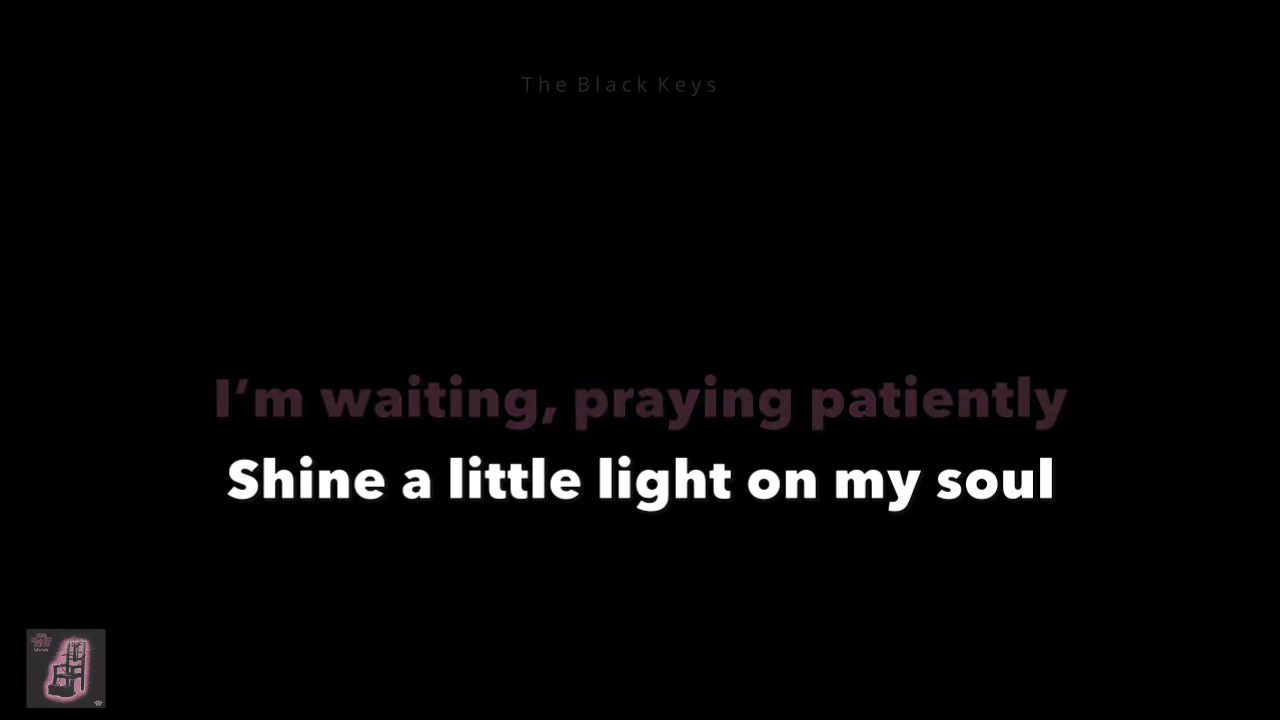 The Black Keys
I’m waiting, praying patiently
Shine a little light on my soul